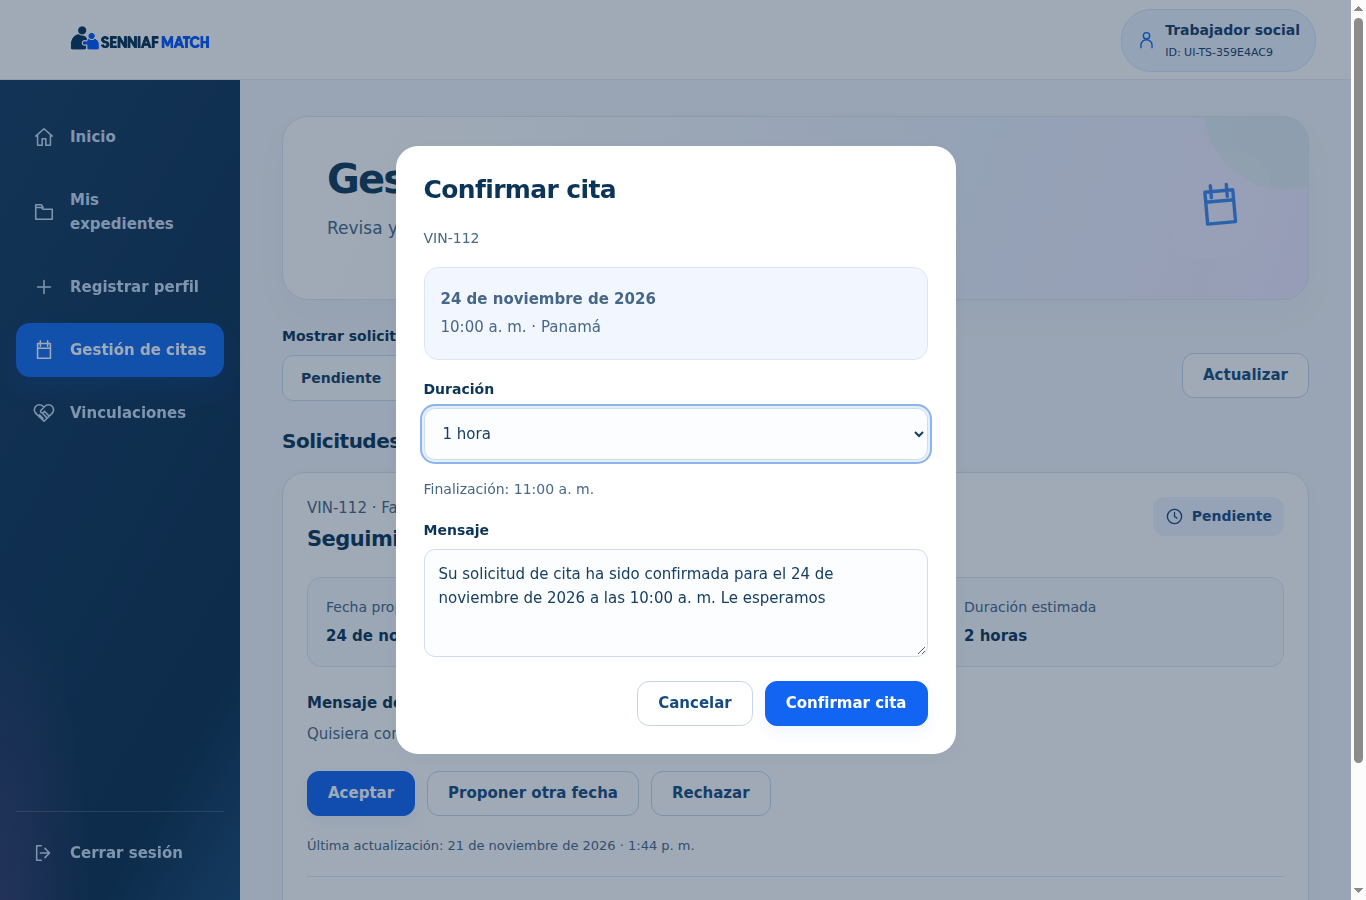 SENNIAF MATCH
Trabajador social
ID: UI-TS-359E4AC9
Inicio
Mis
expedientes
Registrar perfil
Gestión de citas
Vinculaciones
Cerrar sesión
Ges
Revisa y
Mostrar solicit
Pendiente
Actualizar
Solicitudes
VIN-112 · Fa
Seguimi
Pendiente
Fecha pro
24 de no
Duración estimada
2 horas
Mensaje de
Quisiera con
Aceptar
Proponer otra fecha
Rechazar
Última actualización: 21 de noviembre de 2026 · 1:44 p. m.
Confirmar cita
VIN-112
24 de noviembre de 2026
10:00 a. m. · Panamá
Duración
1 hora
Finalización: 11:00 a. m.
Mensaje
Su solicitud de cita ha sido confirmada para el 24 de
noviembre de 2026 a las 10:00 a. m. Le esperamos
Cancelar
Confirmar cita